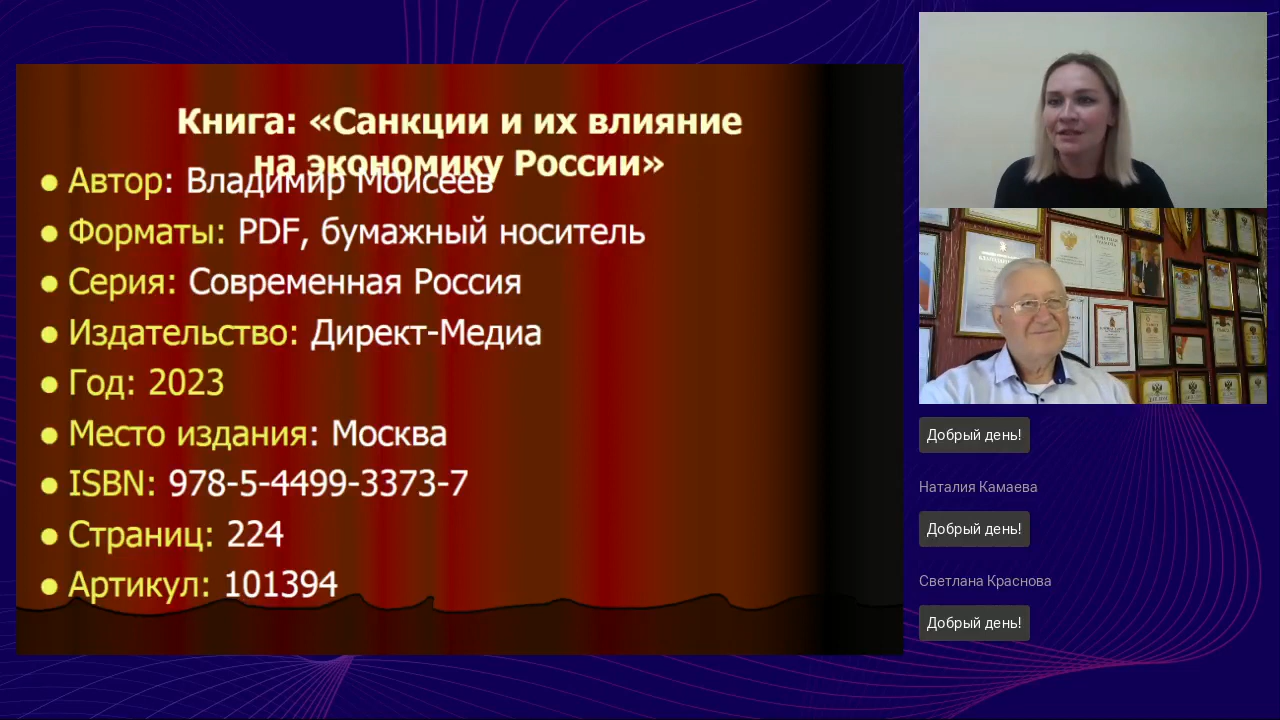 Книга: «Санкции и их влияние
на экономику России»
Автор: Владимир Моисеев
Форматы: PDF, бумажный носитель
Серия: Современная Россия
Издательство: Директ-Медиа
Год: 2023
Место издания: Москва
ISBN: 978-5-4499-3373-7
Страниц: 224
Артикул: 101394
Добрый день!
Наталия Камаева
Добрый день!
Светлана Краснова
Добрый день!